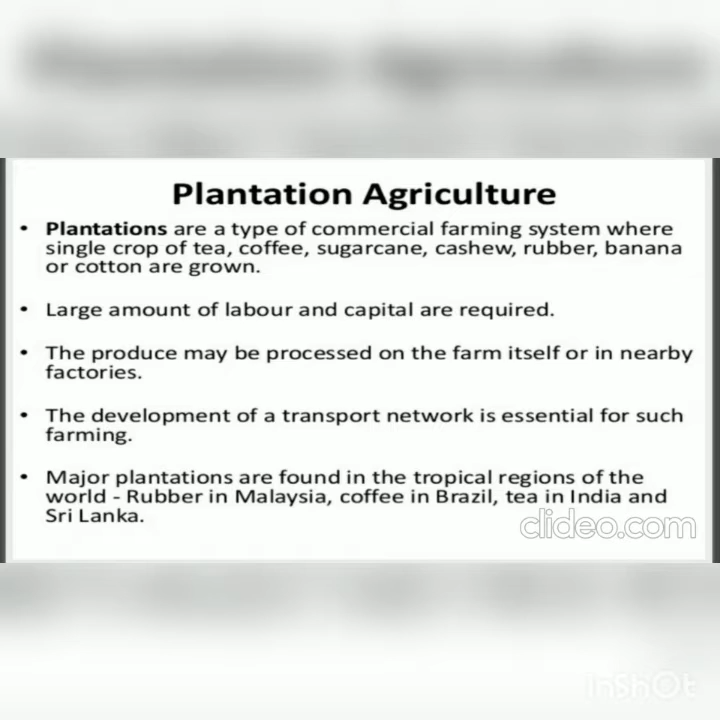 Plantation Agriculture
• Plantations are a type of commercial farming system where
single crop of tea, coffee, sugarcane, cashew, rubber, banana
or cotton are grown.
• Large amount of labour and capital are required.
• The produce may be processed on the farm itself or in nearby
factories.
• The development of a transport network is essential for such
farming.
• Major plantations are found in the tropical regions of the
world - Rubber in Malaysia, coffee in Brazil, tea in India and
Sri Lanka.
clideo.com
InShOt